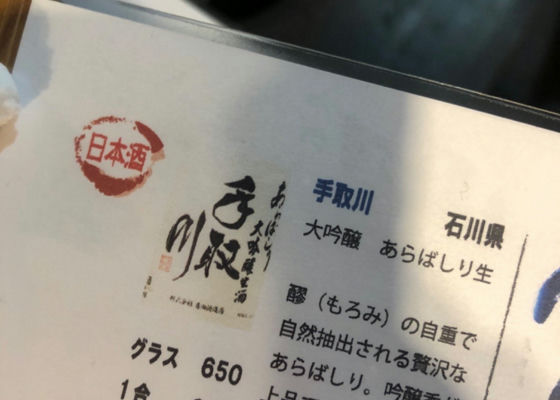 日本酒
あらばしり
大吟醸生酒
手取川
手取川
石川県
大吟醸 あらばしり生
醪（もろみ）の自重で
自然抽出される贅沢な
あらばしり。吟醸香が
グラス 650
1合